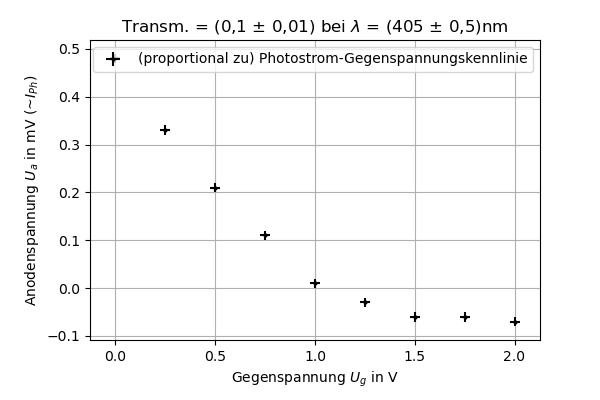 Transm. = (0,1 ± 0,01) bei λ = (405 ± 0,5)nm
(proportional zu) Photostrom-Gegenspannungskennlinie
Anodenspannung U_a in mV (~I_Ph)
0.5
0.4
0.3
0.2
0.1
0.0
−0.1
0.0 0.5 1.0 1.5 2.0
Gegenspannung U_g in V